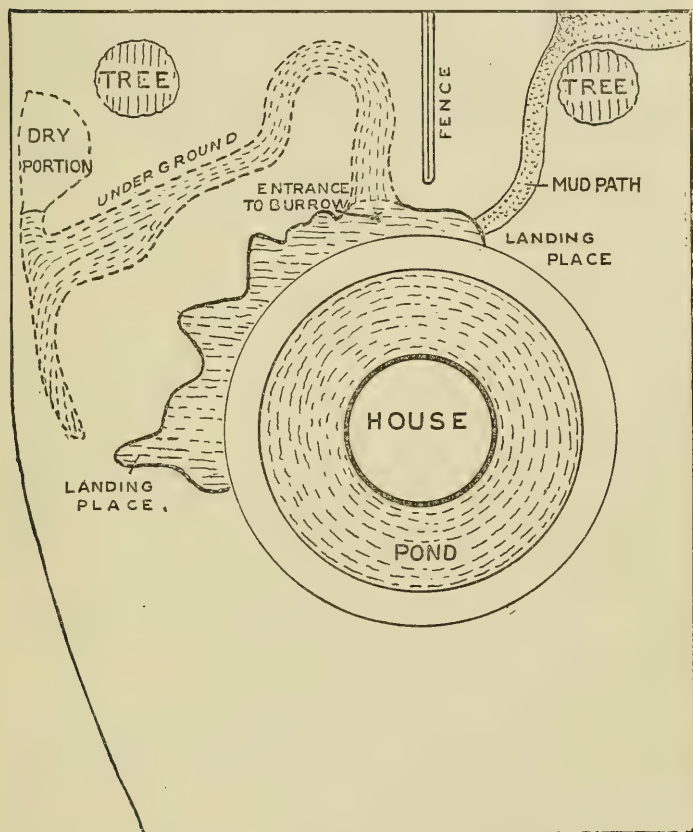 TREE
FENCE
TREE
DRY
PORTION
UNDERGROUND
ENTRANCE
TO BURROW
MUD PATH
LANDING
PLACE
HOUSE
LANDING
PLACE.
POND